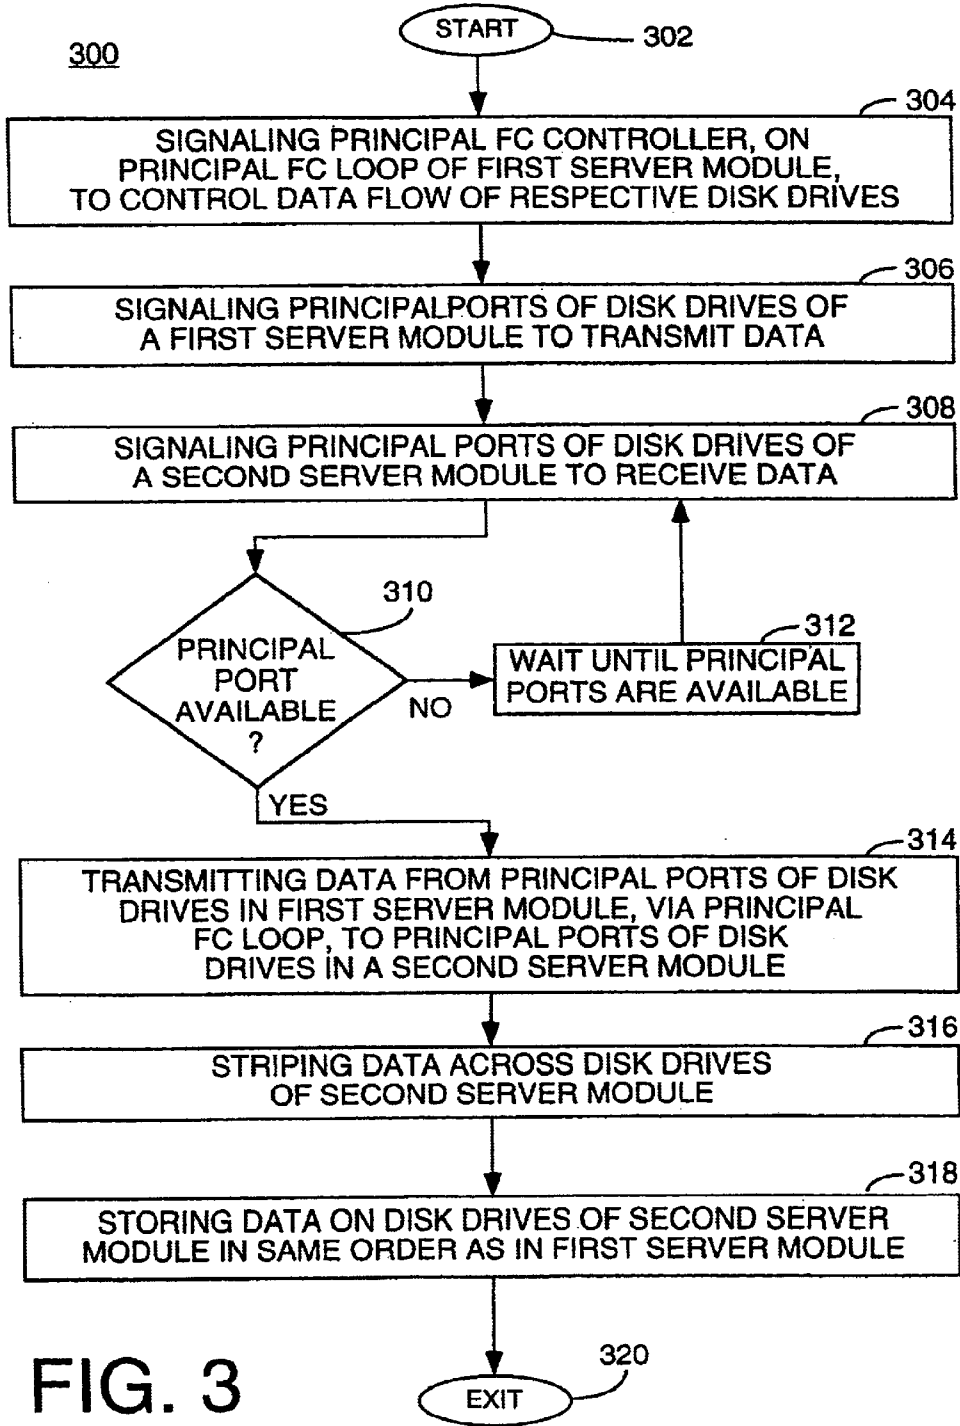 START
302
300
304
SIGNALING PRINCIPAL FC CONTROLLER, ON
PRINCIPAL FC LOOP OF FIRST SERVER MODULE,
TO CONTROL DATA FLOW OF RESPECTIVE DISK DRIVES
306
SIGNALING PRINCIPALPORTS OF DISK DRIVES OF
A FIRST SERVER MODULE TO TRANSMIT DATA
308
SIGNALING PRINCIPAL PORTS OF DISK DRIVES OF
A SECOND SERVER MODULE TO RECEIVE DATA
310
PRINCIPAL
PORT
AVAILABLE
?
NO
312
WAIT UNTIL PRINCIPAL
PORTS ARE AVAILABLE
YES
314
TRANSMITTING DATA FROM PRINCIPAL PORTS OF DISK
DRIVES IN FIRST SERVER MODULE, VIA PRINCIPAL
FC LOOP, TO PRINCIPAL PORTS OF DISK
DRIVES IN A SECOND SERVER MODULE
316
STRIPING DATA ACROSS DISK DRIVES
OF SECOND SERVER MODULE
318
STORING DATA ON DISK DRIVES OF SECOND SERVER
MODULE IN SAME ORDER AS IN FIRST SERVER MODULE
320
EXIT
FIG. 3